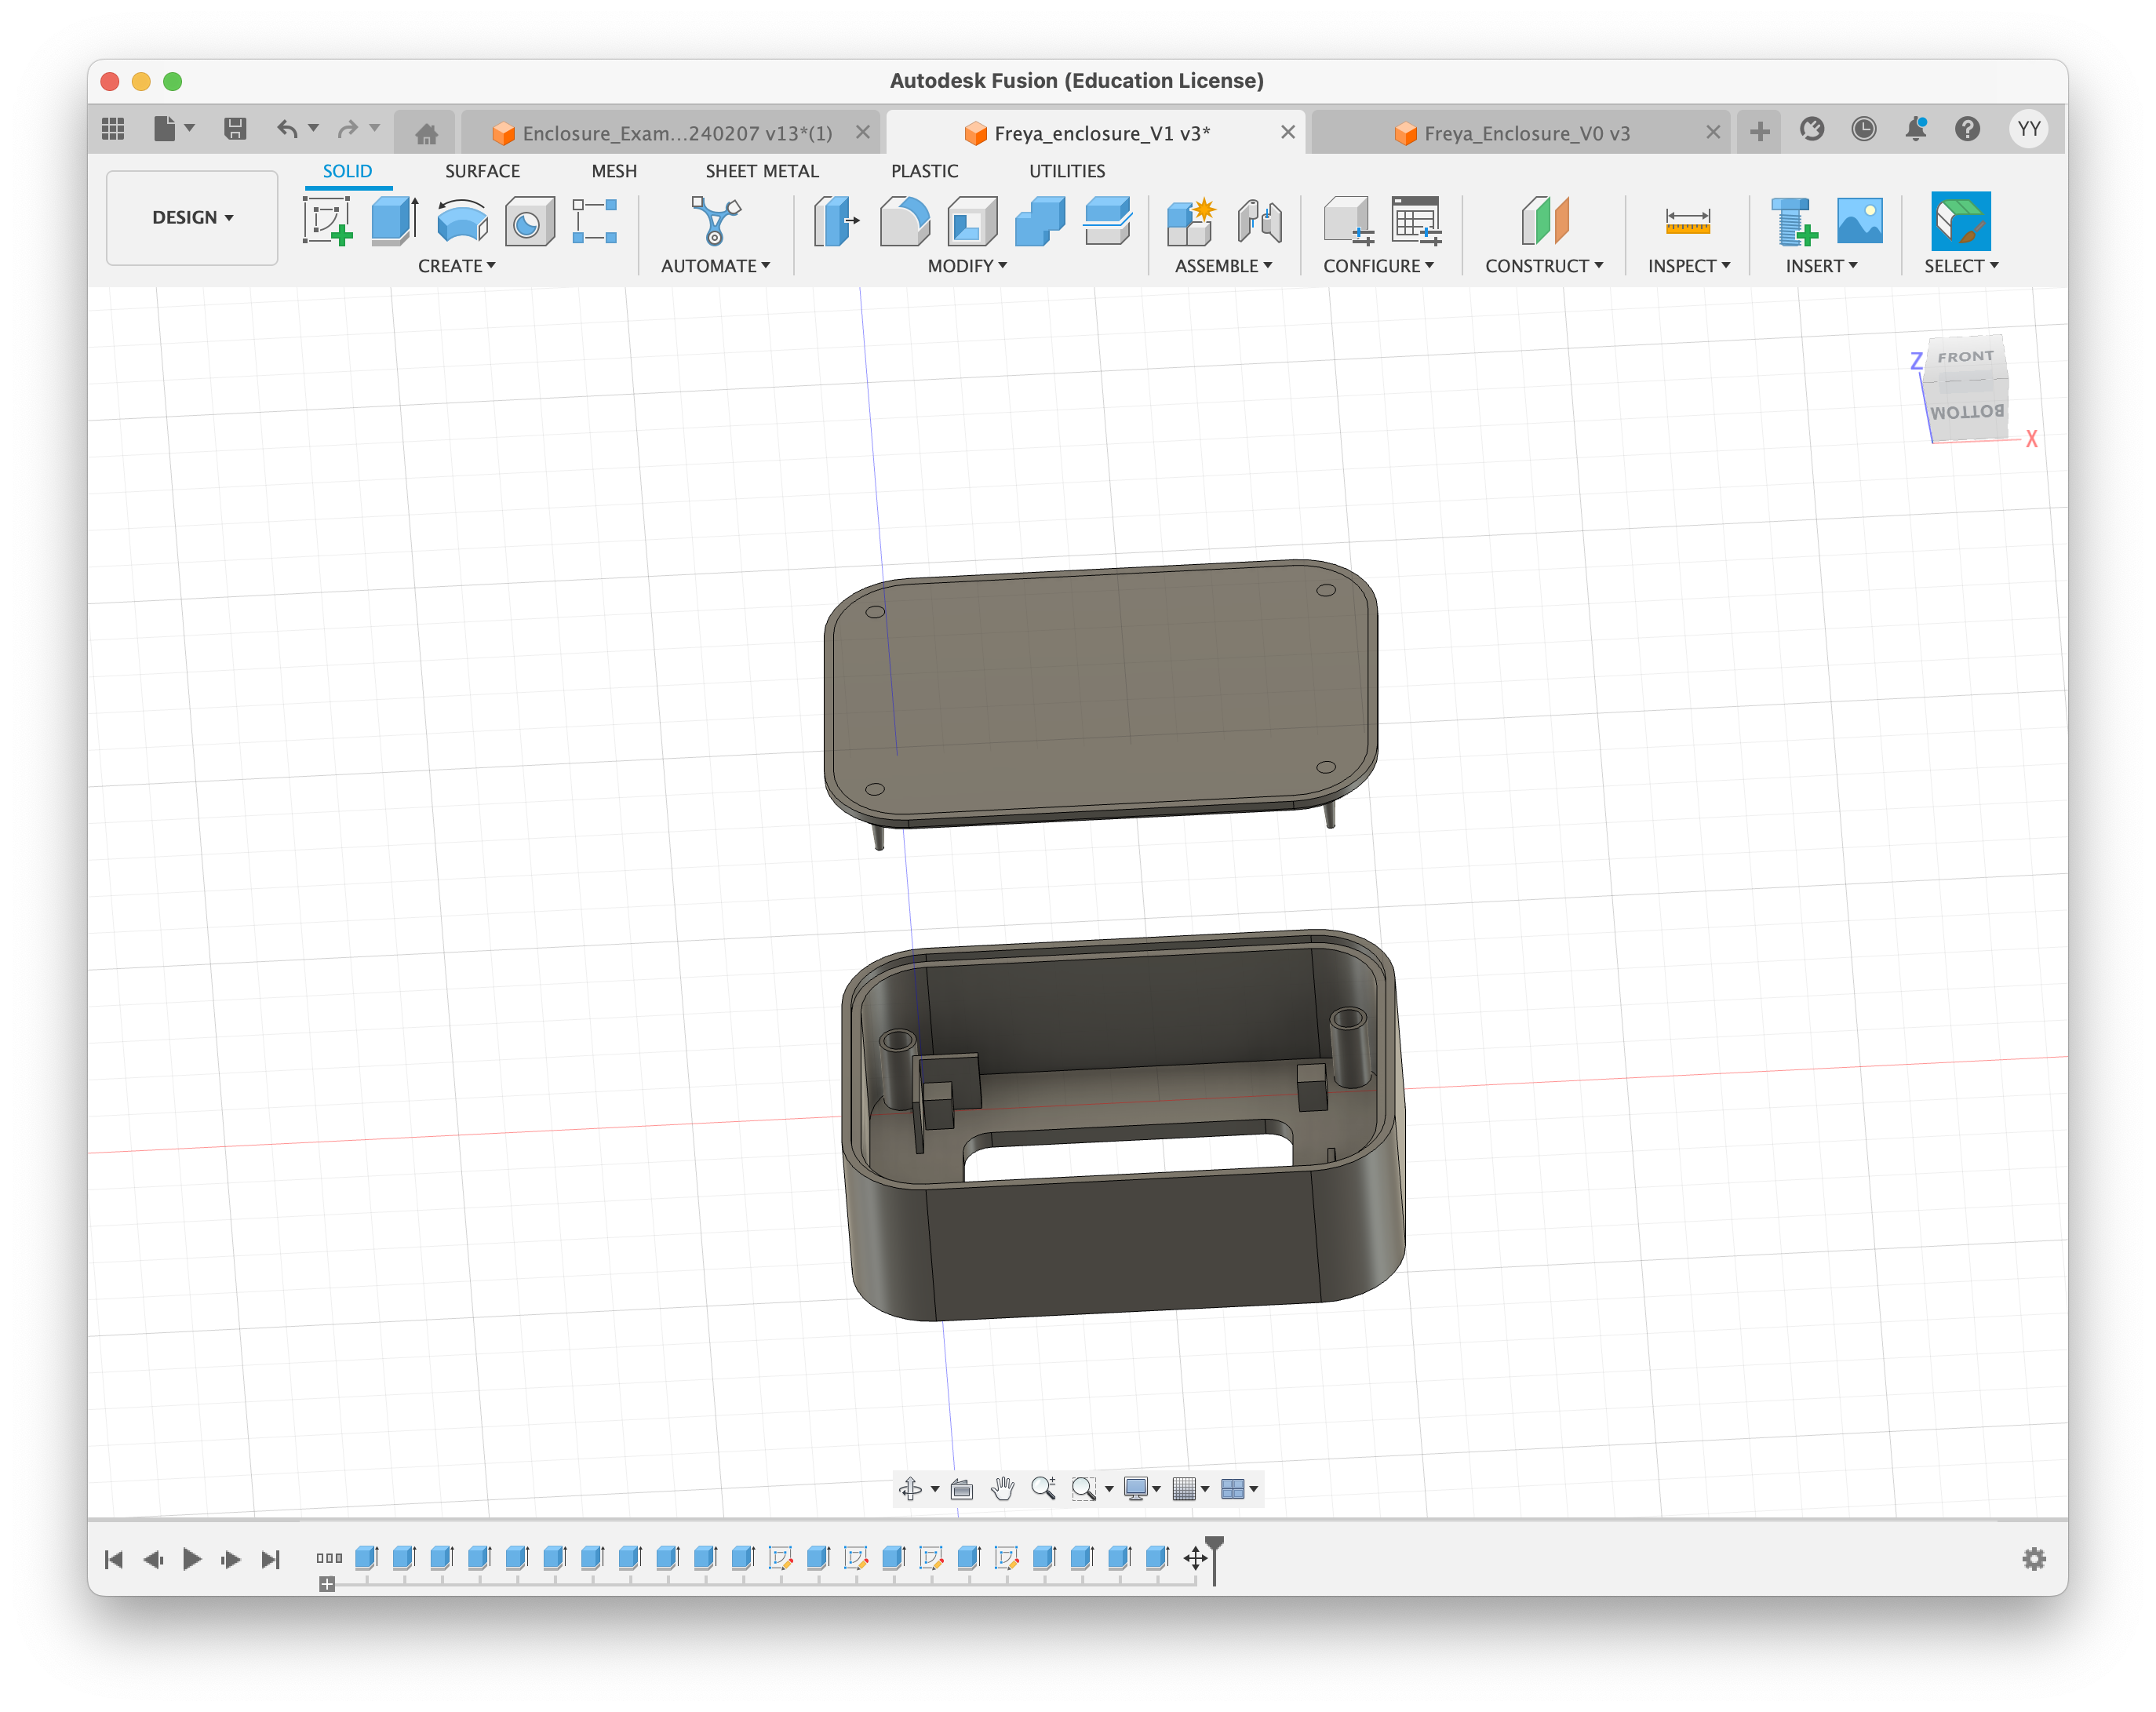 Autodesk Fusion (Education License)
Enclosure_Exam...240207 v13*(1)
Freya_enclosure_V1 v3*
Freya_Enclosure_V0 v3
YY
SOLID
SURFACE
MESH
SHEET METAL
PLASTIC
UTILITIES
DESIGN
CREATE
AUTOMATE
MODIFY
ASSEMBLE
CONFIGURE
CONSTRUCT
INSPECT
INSERT
SELECT
Z
FRONT
BOTTOM
X